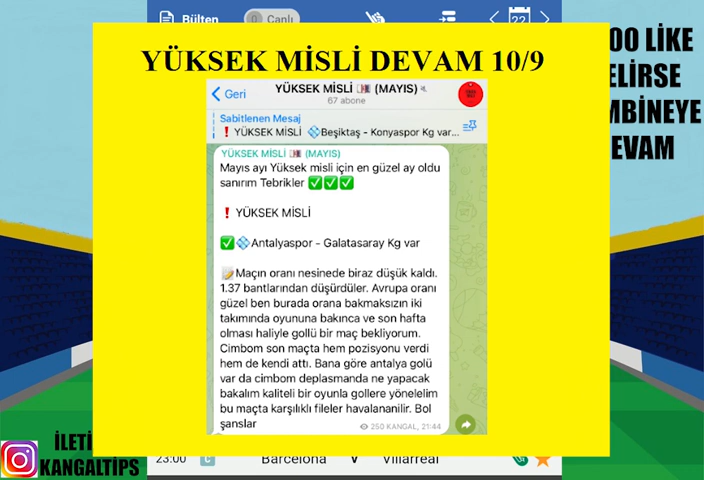 Bülten
Canlı
22
YÜKSEK MİSLİ DEVAM 10/9
OO LİKE
ELİRSE
MBİNEYE
EVAM
Geri
YÜKSEK MİSLİ (MAYIS)
67 abone
Sabitlenen Mesaj
❗ YÜKSEK MİSLİ 💠Beşiktaş - Konyaspor Kg var...
YÜKSEK MİSLİ (MAYIS)
Mayıs ayı Yüksek misli için en güzel ay oldu
sanırım Tebrikler ✅✅✅
❗ YÜKSEK MİSLİ
✅💠Antalyaspor - Galatasaray Kg var
📝Maçın oranı nesinede biraz düşük kaldı.
1.37 bantlarından düşürdüler. Avrupa oranı
güzel ben burada orana bakmaksızın iki
takımında oyununa bakınca ve son hafta
olması haliyle gollü bir maç bekliyorum.
Cimbom son maçta hem pozisyonu verdi
hem de kendi attı. Bana göre antalya golü
var da cimbom deplasmanda ne yapacak
bakalım kaliteli bir oyunla gollere yönelelim
bu maçta karşılıklı fileler havalananilir. Bol
şanslar
250 KANGAL, 21:44
İLETİ
KANGALTİPS
23:00 C Barcelona v Villarreal